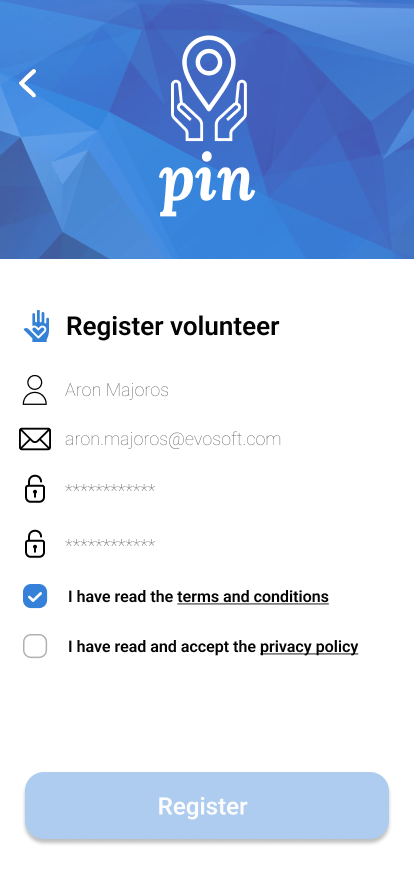 pin
Register volunteer
Aron Majoros
aron.majoros@evosoft.com
************
************
I have read the terms and conditions
I have read and accept the privacy policy
Register